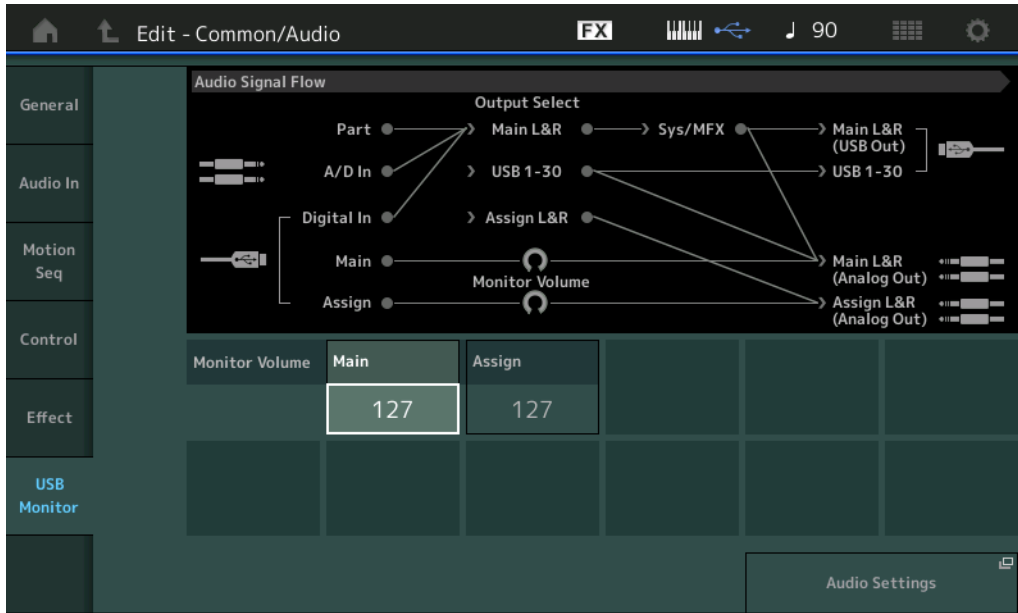 Edit - Common/Audio
FX
90
General
Audio In
Motion
Seq
Control
Effect
USB
Monitor
Audio Signal Flow
Output Select
Part
Main L&R
Sys/MFX
Main L&R
(USB Out)
A/D In
USB 1-30
USB 1-30
Digital In
Assign L&R
Main
Monitor Volume
Main L&R
(Analog Out)
Assign
Assign L&R
(Analog Out)
Monitor Volume
Main
Assign
127
127
Audio Settings